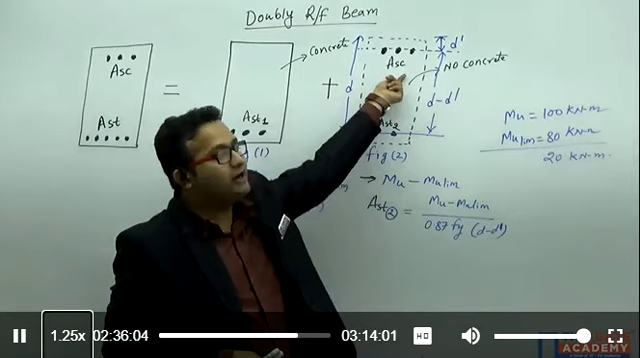 Doubly R/f Beam
Asc
Ast
=
Concrete
Ast1
fig (1)
+
d
Asc
Ast2
d'
NO Concrete
d-d'
fig (2)
Mu = 100 KN-m
Mulim = 80 KN-m
20 KN-m.
→ Mu - Mulim
Ast② = Mu - Mulim
0.87 fy (d-d')
1.25x
02:36:04
03:14:01
HD
ACADEMY